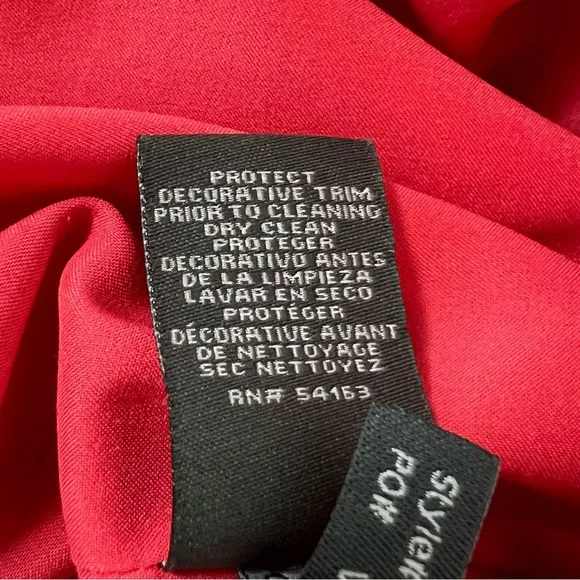 PROTECT
DECORATIVE TRIM
PRIOR TO CLEANING
DRY CLEAN
PROTEGER
DECORATIVO ANTES
DE LA LIMPIEZA
LAVAR EN SECO
PROTÉGER
DÉCORATIVE AVANT
DE NETTOYAGE
SEC NETTOYEZ
RN# 54163
PO#